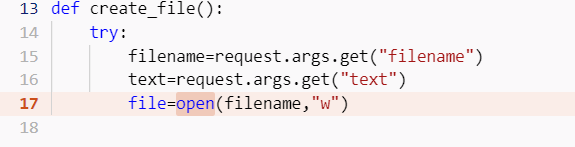 13 def create_file():
14     try:
15         filename=request.args.get("filename")
16         text=request.args.get("text")
17         file=open(filename,"w")
18